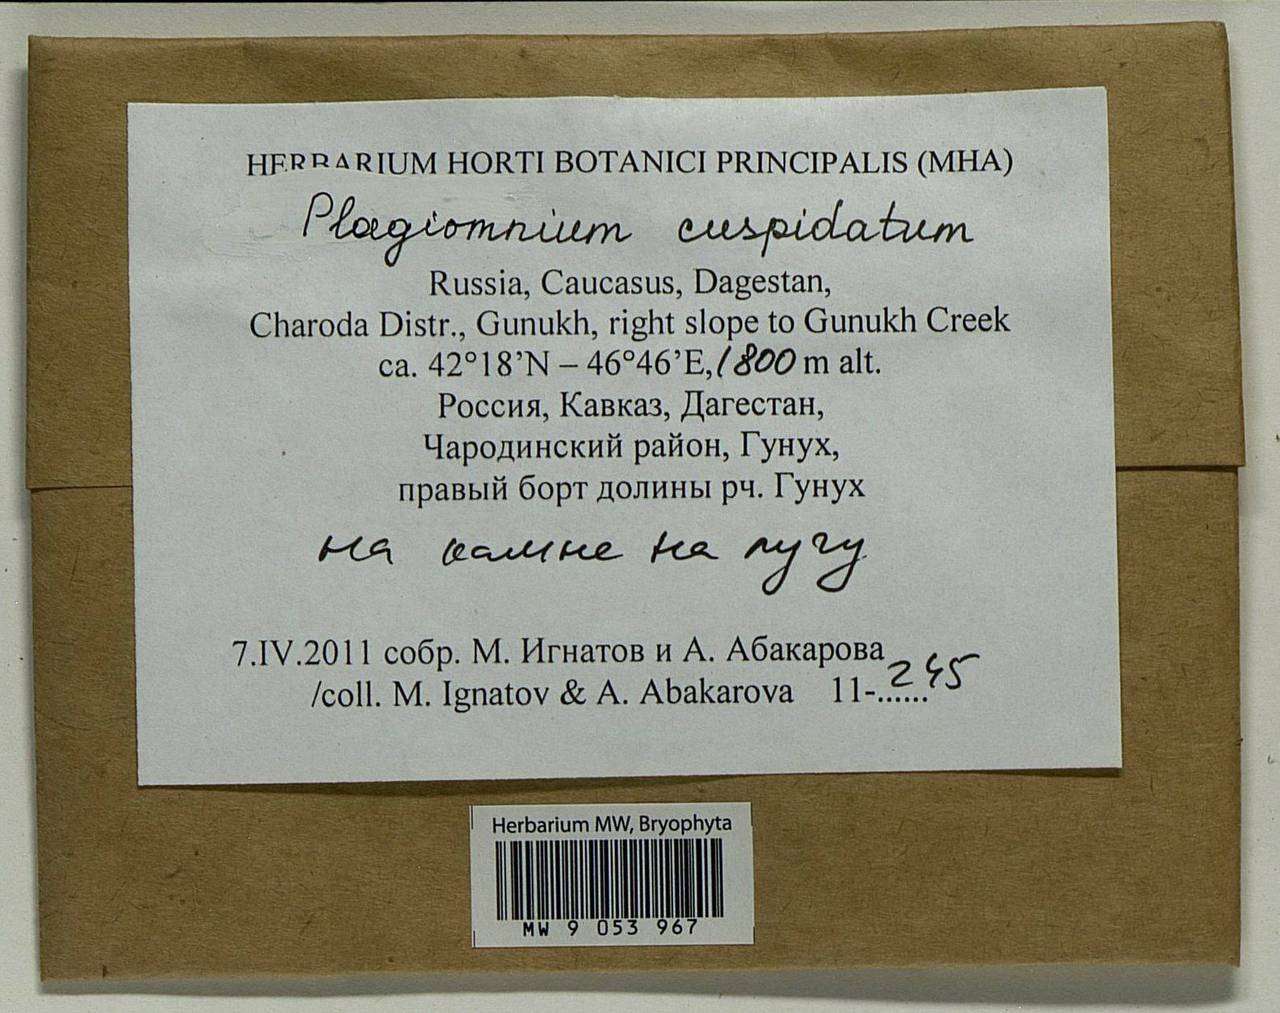 HERBARIUM HORTI BOTANICI PRINCIPALIS (MHA)
Plagiomnium cuspidatum
Russia, Caucasus, Dagestan,
Charoda Distr., Gunukh, right slope to Gunukh Creek
ca. 42°18’N – 46°46’E, 1800 m alt.
Россия, Кавказ, Дагестан,
Чародинский район, Гунух,
правый борт долины рч. Гунух
на камне на лугу
7.IV.2011 собр. М. Игнатов и А. Абакарова
/coll. M. Ignatov & A. Abakarova 11-......245
Herbarium MW, Bryophyta
MW 9 053 967